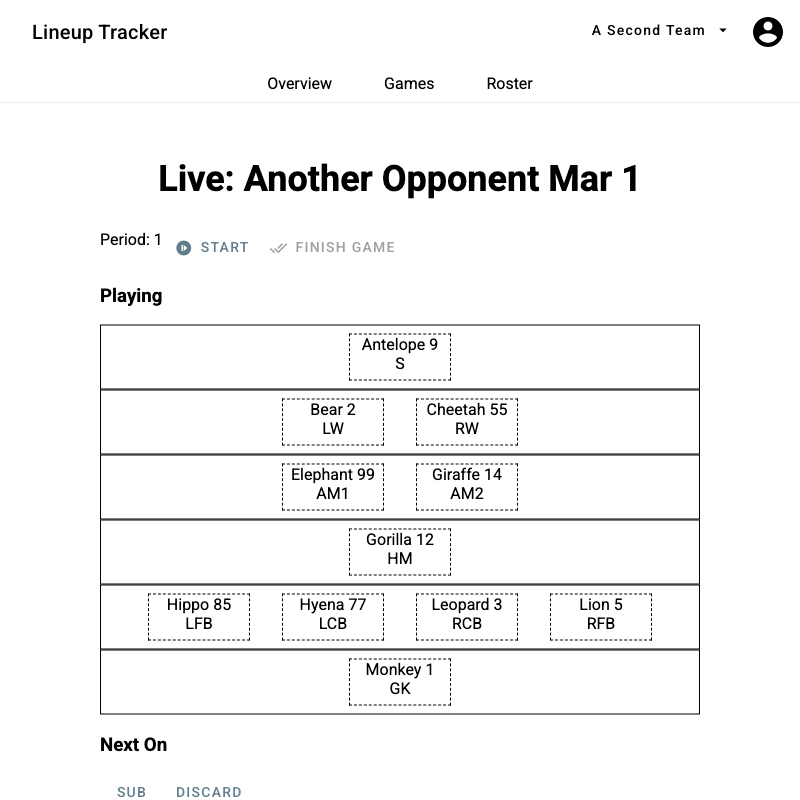 Lineup Tracker
A Second Team
Overview Games Roster
Live: Another Opponent Mar 1
Period: 1 START FINISH GAME
Playing
Antelope 9
S
Bear 2 Cheetah 55
LW RW
Elephant 99 Giraffe 14
AM1 AM2
Gorilla 12
HM
Hippo 85 Hyena 77 Leopard 3 Lion 5
LFB LCB RCB RFB
Monkey 1
GK
Next On
SUB DISCARD